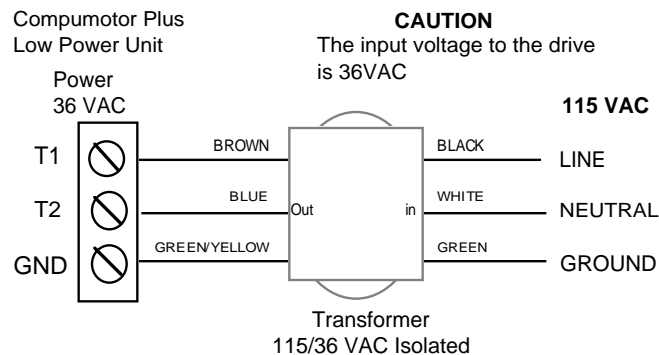 Compumotor Plus
Low Power Unit
CAUTION
The input voltage to the drive
is 36VAC
Power
36 VAC
115 VAC
T1
BROWN
BLACK
LINE
T2
BLUE
Out
in
WHITE
NEUTRAL
GND
GREEN/YELLOW
GREEN
GROUND
Transformer
115/36 VAC Isolated